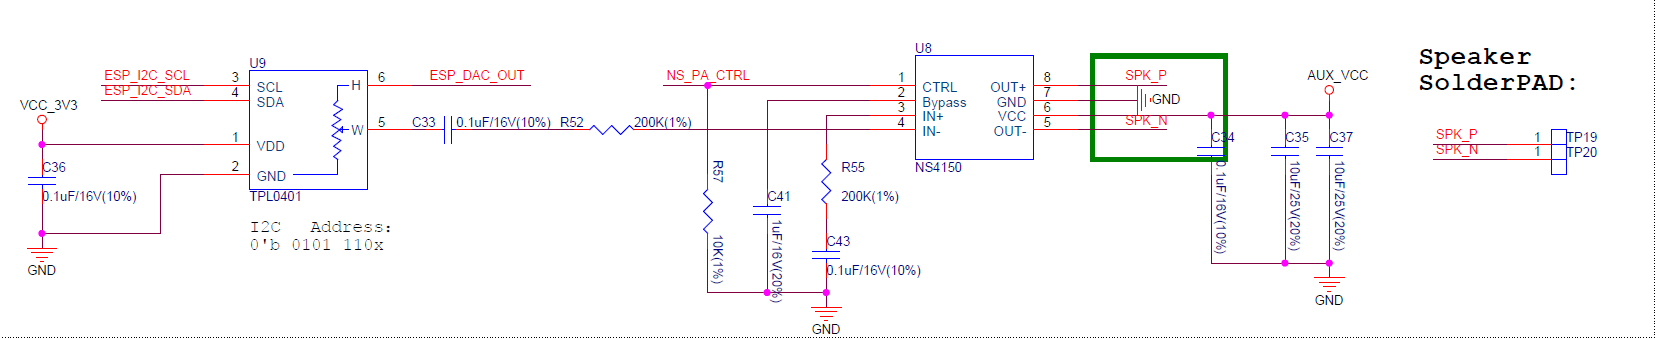 U9
ESP_I2C_SCL
3
SCL
H
6
ESP_DAC_OUT
ESP_I2C_SDA
4
SDA
VCC_3V3
W
5
C33
0.1uF/16V(10%)
R52
200K(1%)
1
VDD
C36
2
GND
0.1uF/16V(10%)
TPL0401
I2C Address:
0'b 0101 110x
GND
NS_PA_CTRL
U8
1
CTRL
OUT+
8
SPK_P
2
Bypass
GND
7
GND
3
IN+
VCC
6
4
IN-
OUT-
5
SPK_N
NS4150
R57
10K(1%)
C41
1uF/16V(20%)
R55
200K(1%)
C43
0.1uF/16V(10%)
GND
AUX_VCC
C34
0.1uF/16V(10%)
C35
10uF/25V(20%)
C37
10uF/25V(20%)
GND
Speaker
SolderPAD:
SPK_P
1
TP19
SPK_N
1
TP20